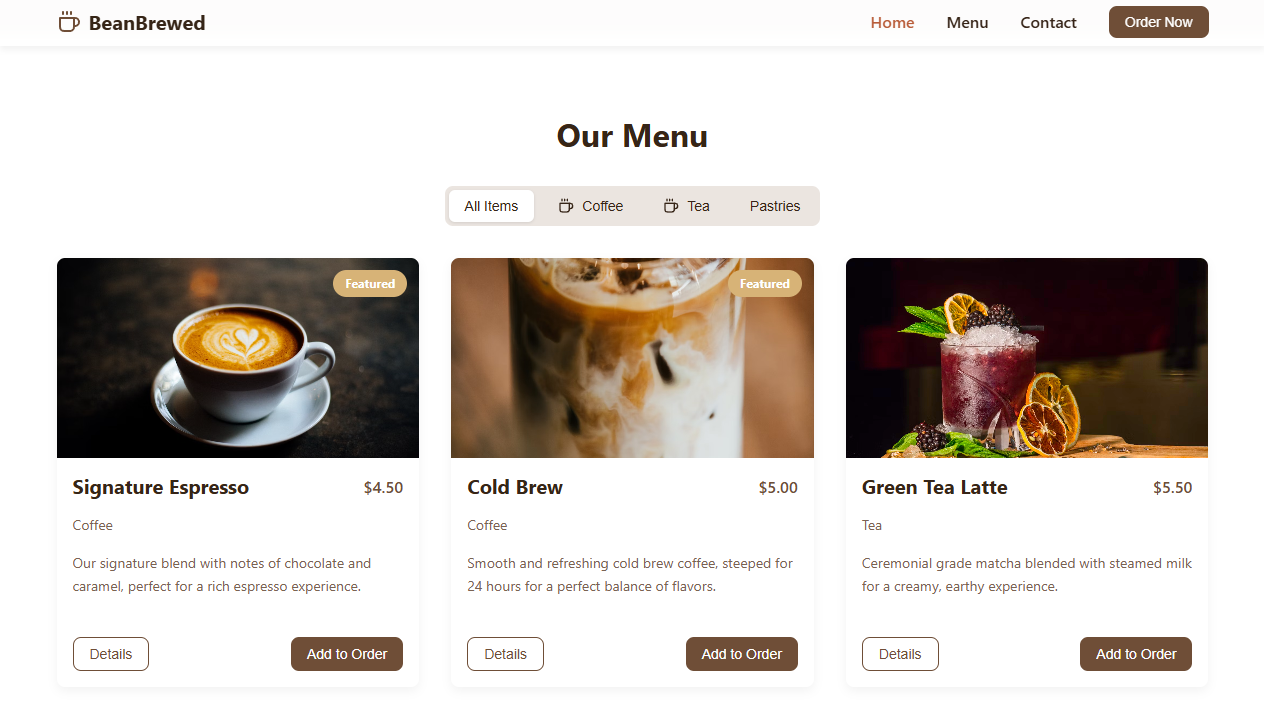 BeanBrewed
Home Menu Contact Order Now
Our Menu
All Items Coffee Tea Pastries
Featured
Signature Espresso $4.50
Coffee
Our signature blend with notes of chocolate and
caramel, perfect for a rich espresso experience.
Details Add to Order
Featured
Cold Brew $5.00
Coffee
Smooth and refreshing cold brew coffee, steeped for
24 hours for a perfect balance of flavors.
Details Add to Order
Green Tea Latte $5.50
Tea
Ceremonial grade matcha blended with steamed milk
for a creamy, earthy experience.
Details Add to Order